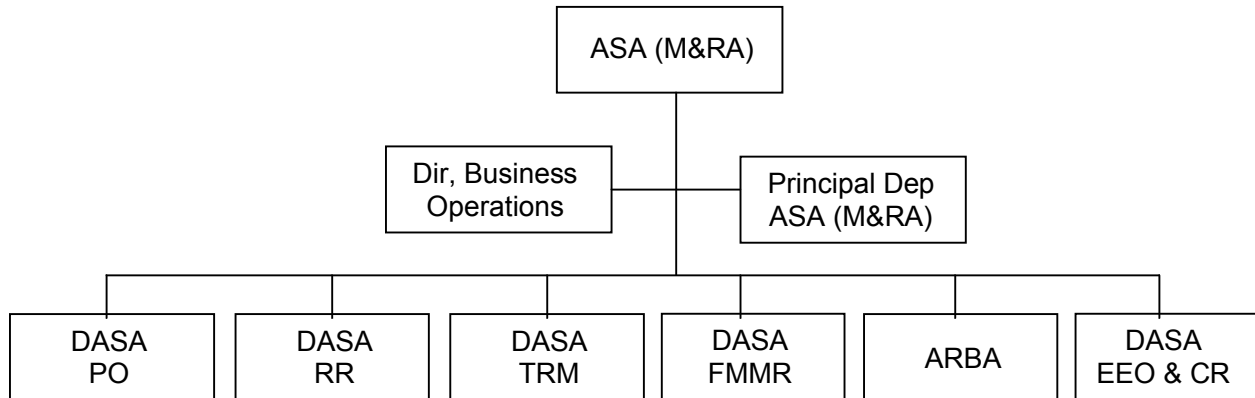 ASA (M&RA)
Dir, Business
Operations
Principal Dep
ASA (M&RA)
DASA
PO
DASA
RR
DASA
TRM
DASA
FMMR
ARBA
DASA
EEO & CR